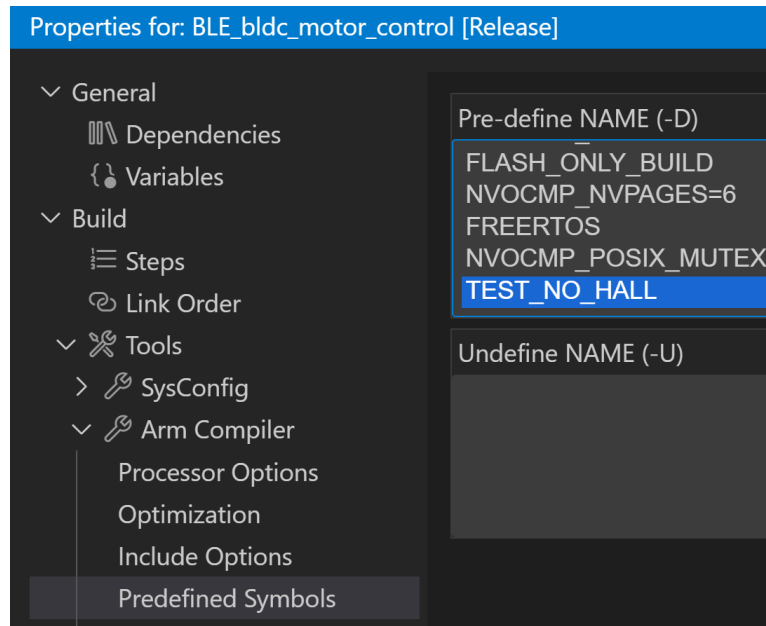 Properties for: BLE_bldc_motor_control [Release]
General
Dependencies
Variables
Build
Steps
Link Order
Tools
SysConfig
Arm Compiler
Processor Options
Optimization
Include Options
Predefined Symbols
Pre-define NAME (-D)
FLASH_ONLY_BUILD
NVOCMP_NVPAGES=6
FREERTOS
NVOCMP_POSIX_MUTEX
TEST_NO_HALL
Undefine NAME (-U)